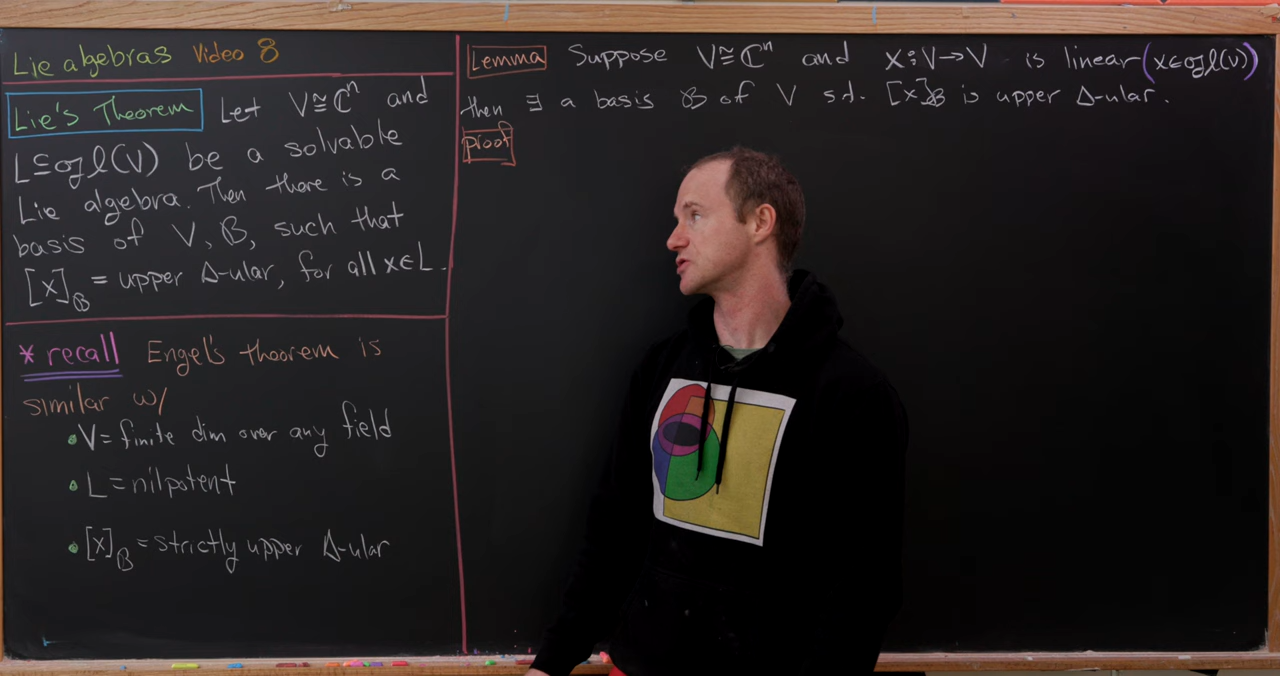 Lie algebras Video 8
Lie's Theorem Let V≅ℂⁿ and
L⊆𝔤𝔩(V) be a solvable
Lie algebra. Then there is a
basis of V, ℬ, such that
[x]_ℬ = upper Δ-ular, for all x∈L.
* recall Engel's theorem is
similar w/
• V = finite dim over any field
• L = nilpotent
• [x]_ℬ = strictly upper Δ-ular
Lemma Suppose V≅ℂⁿ and x:V→V is linear (x∈𝔤𝔩(V))
then ∃ a basis ℬ of V s.t. [x]_ℬ is upper Δ-ular.
proof